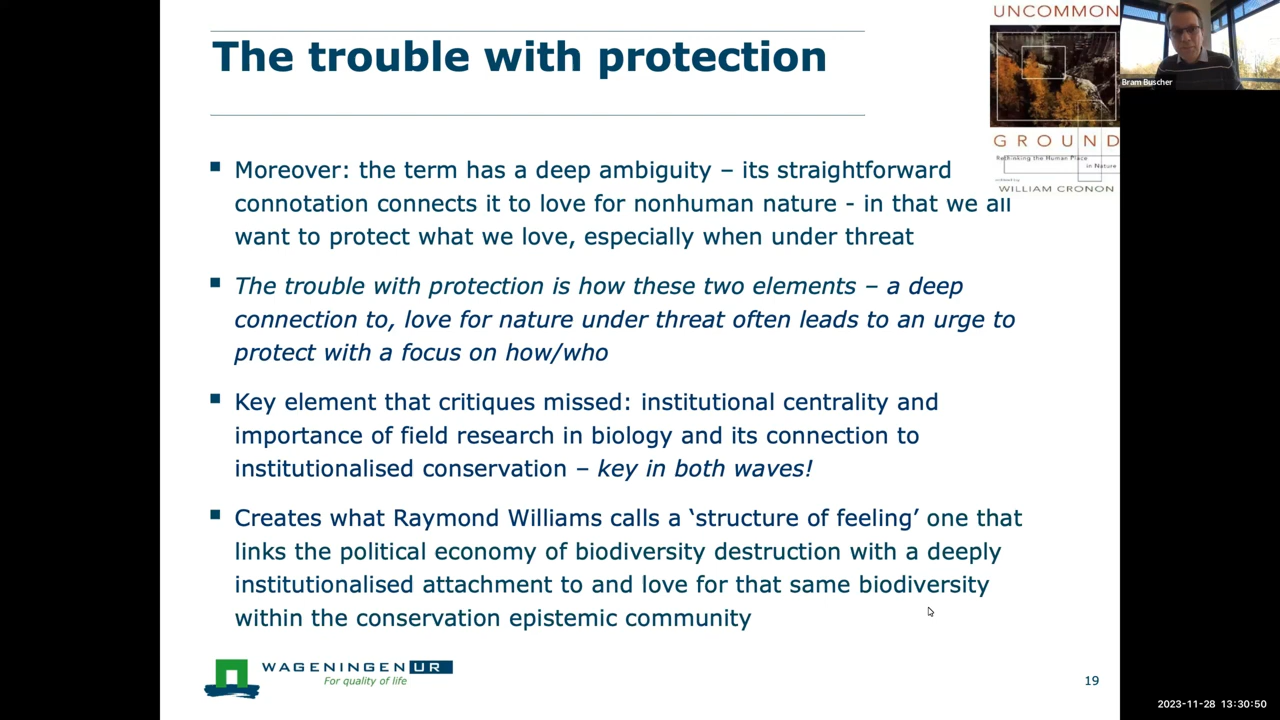 The trouble with protection
UNCOMMON
GROUND
Rethinking the Human Place
in Nature
WILLIAM CRONON
Bram Buscher
▪ Moreover: the term has a deep ambiguity – its straightforward
connotation connects it to love for nonhuman nature - in that we all
want to protect what we love, especially when under threat
▪ The trouble with protection is how these two elements – a deep
connection to, love for nature under threat often leads to an urge to
protect with a focus on how/who
▪ Key element that critiques missed: institutional centrality and
importance of field research in biology and its connection to
institutionalised conservation – key in both waves!
▪ Creates what Raymond Williams calls a ‘structure of feeling’ one that
links the political economy of biodiversity destruction with a deeply
institutionalised attachment to and love for that same biodiversity
within the conservation epistemic community
WAGENINGEN UR
For quality of life
19
2023-11-28 13:30:50